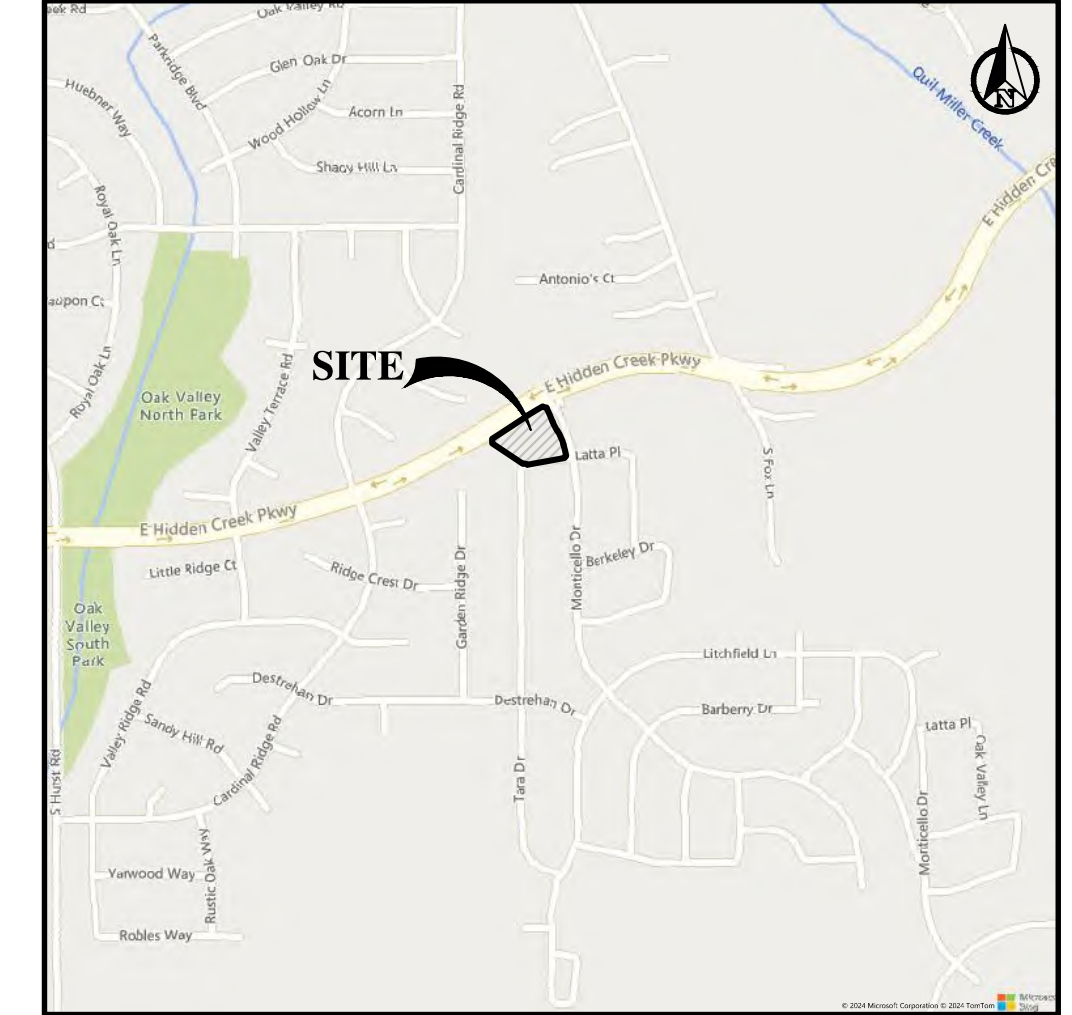 Oak Valley Rd
Parkridge Blvd
Glen Oak Dr
Huebner Way
Wood Hollow Ln
Acorn Ln
Cardinal Ridge Rd
Shady Hill Ln
Quil Miller Creek
N
Royal Oak Ln
E Hidden Cre
Antonio's Ct
aupon Ct
SITE
E Hidden Creek Pkwy
Royal Oak Ln
Valley Terrace Rd
Oak Valley
North Park
Latta Pl
S Fox Ln
E Hidden Creek Pkwy
Little Ridge Ct
Ridge Crest Dr
Garden Ridge Dr
Monticello Dr
Berkeley Dr
Oak
Valley
South
Park
Litchfield Ln
Destrehan Dr
Destrehan Dr
Barberry Dr
Valley Ridge Rd
Sandy Hill Rd
Cardinal Ridge Rd
Latta Pl
Oak Valley Ln
S Hurst Rd
Tara Dr
Monticello Dr
Yarwood Way
Rustic Oak Way
Robles Way
© 2024 Microsoft Corporation © 2024 TomTom
Microsoft
Bing